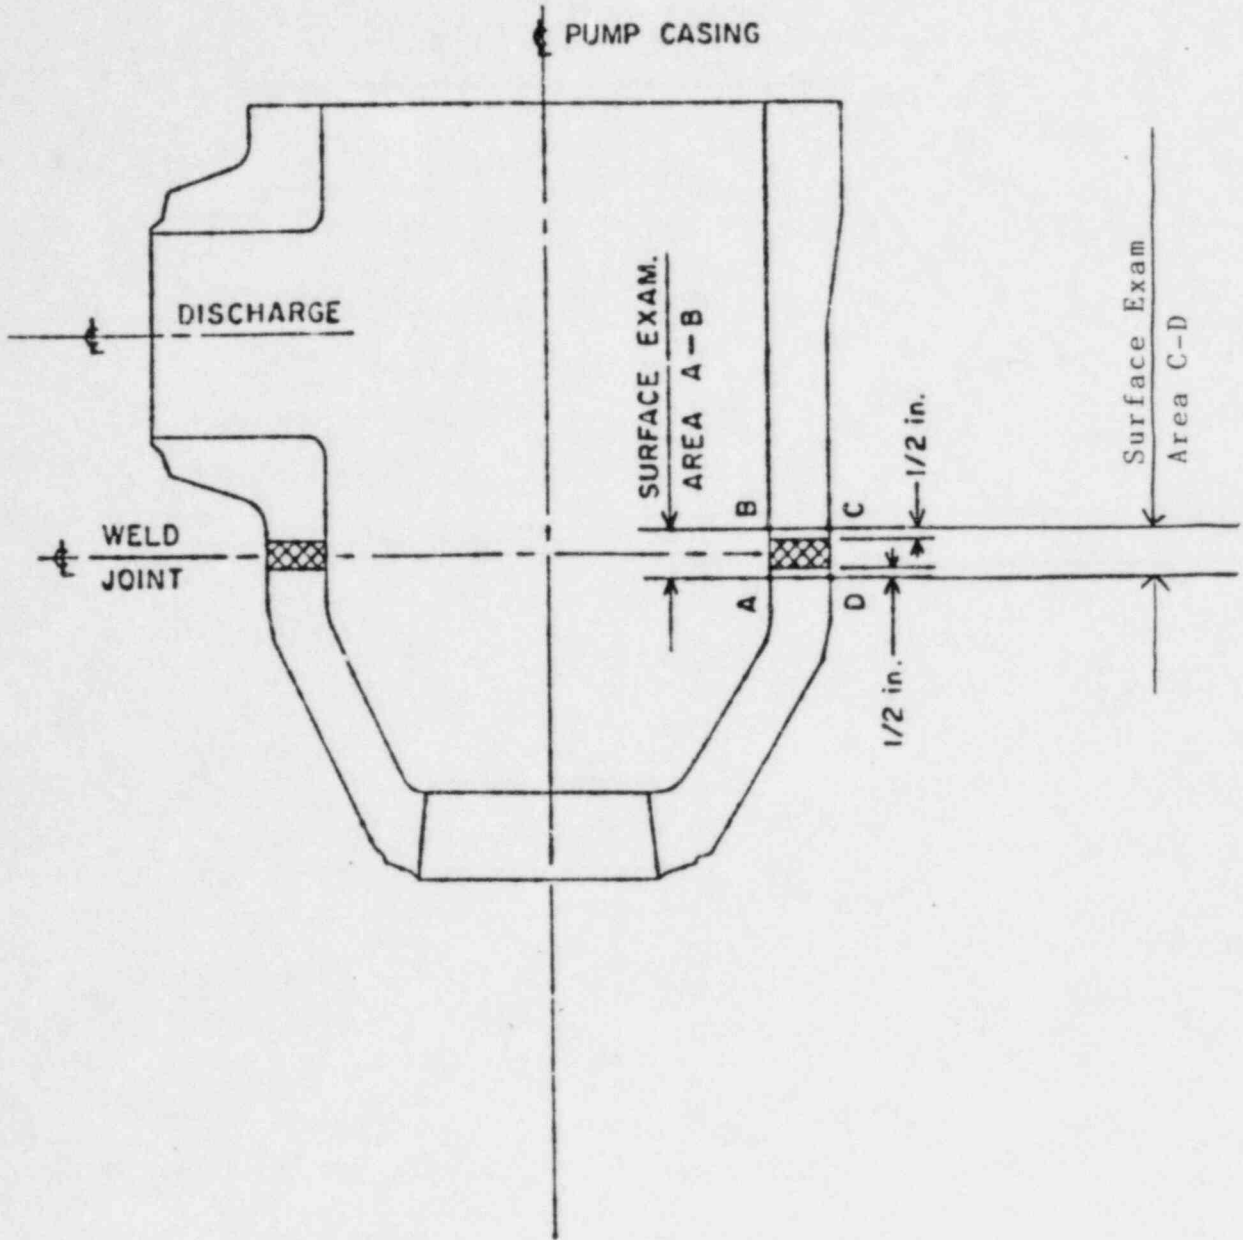 ℄ PUMP CASING
℄ DISCHARGE
℄ WELD
JOINT
SURFACE EXAM.
AREA A-B
B
C
A
D
1/2 in.
1/2 in.
Surface Exam
Area C-D